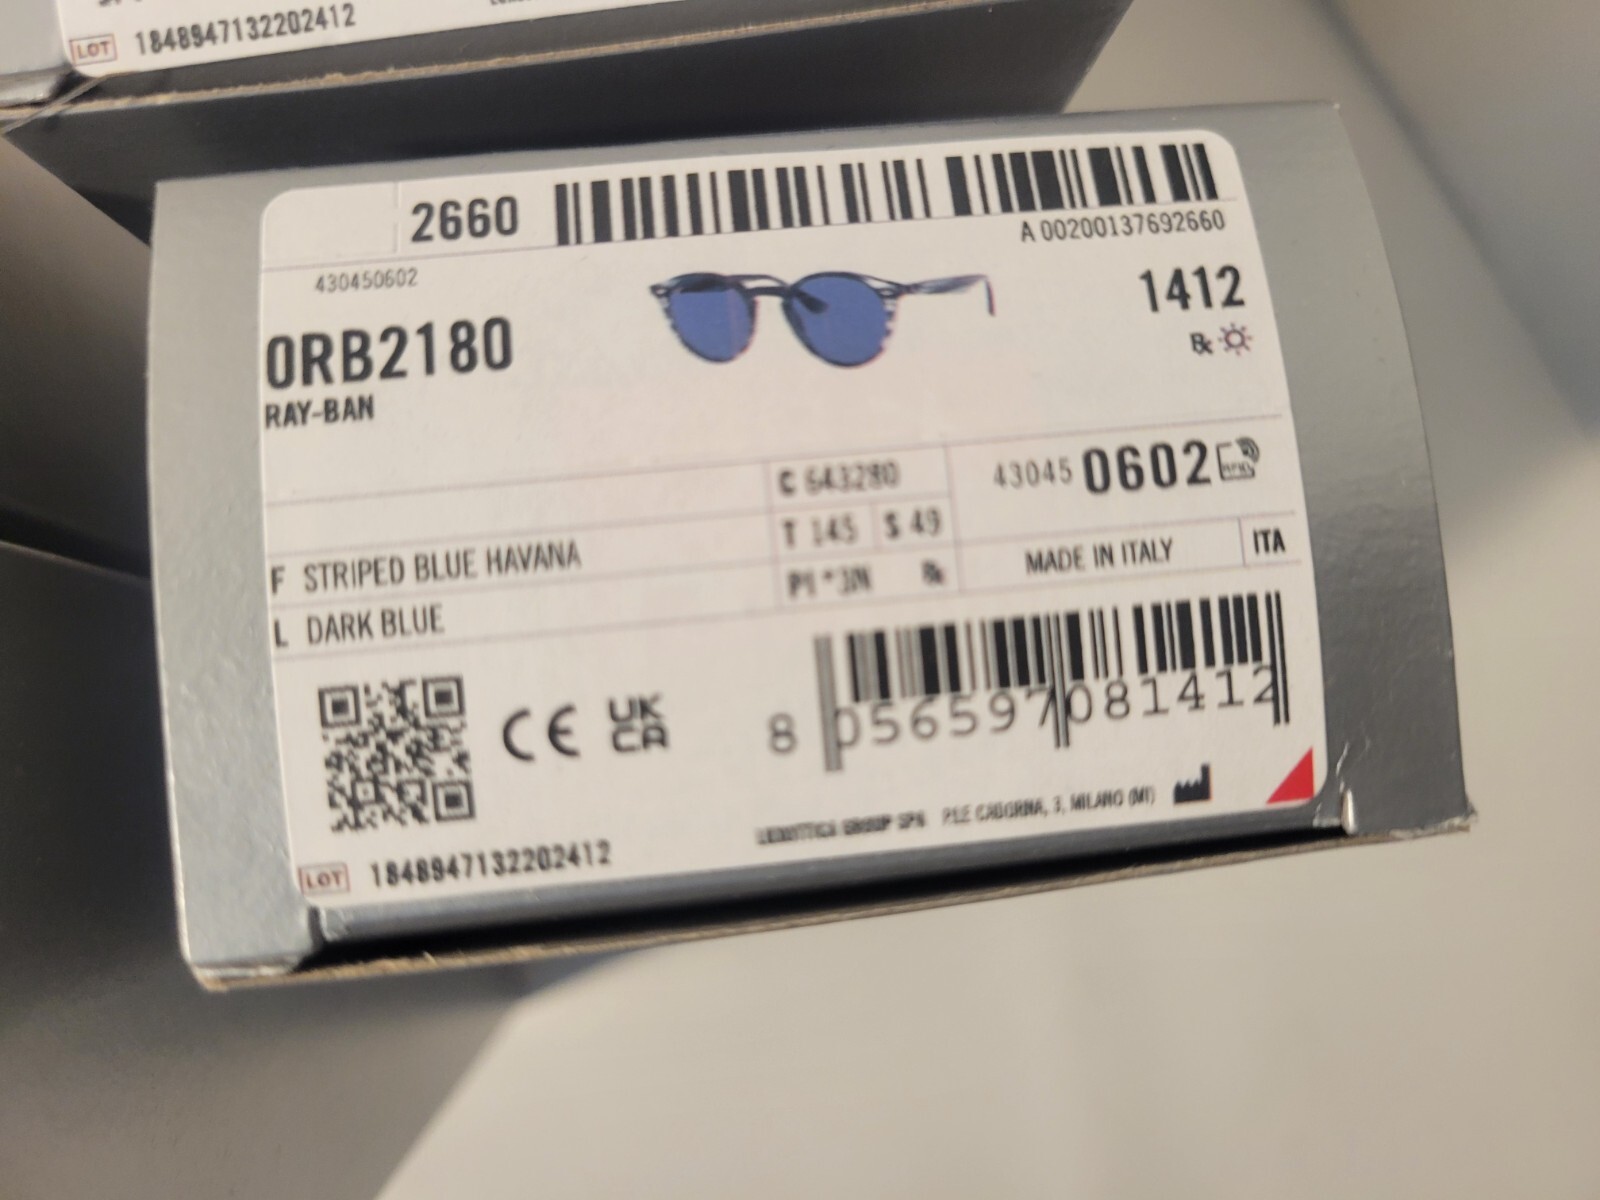 LOT 1848947132202412
2660
A 00200137692660
430450602
1412
0RB2180
RAY-BAN
C 643280
43045 0602
T 145 S 49
F STRIPED BLUE HAVANA
P1 *3N
MADE IN ITALY
ITA
L DARK BLUE
CE UK CA
8 056597 081412
LUXOTTICA GROUP SPA P.LE CADORNA, 3, MILANO (MI)
LOT 1848947132202412